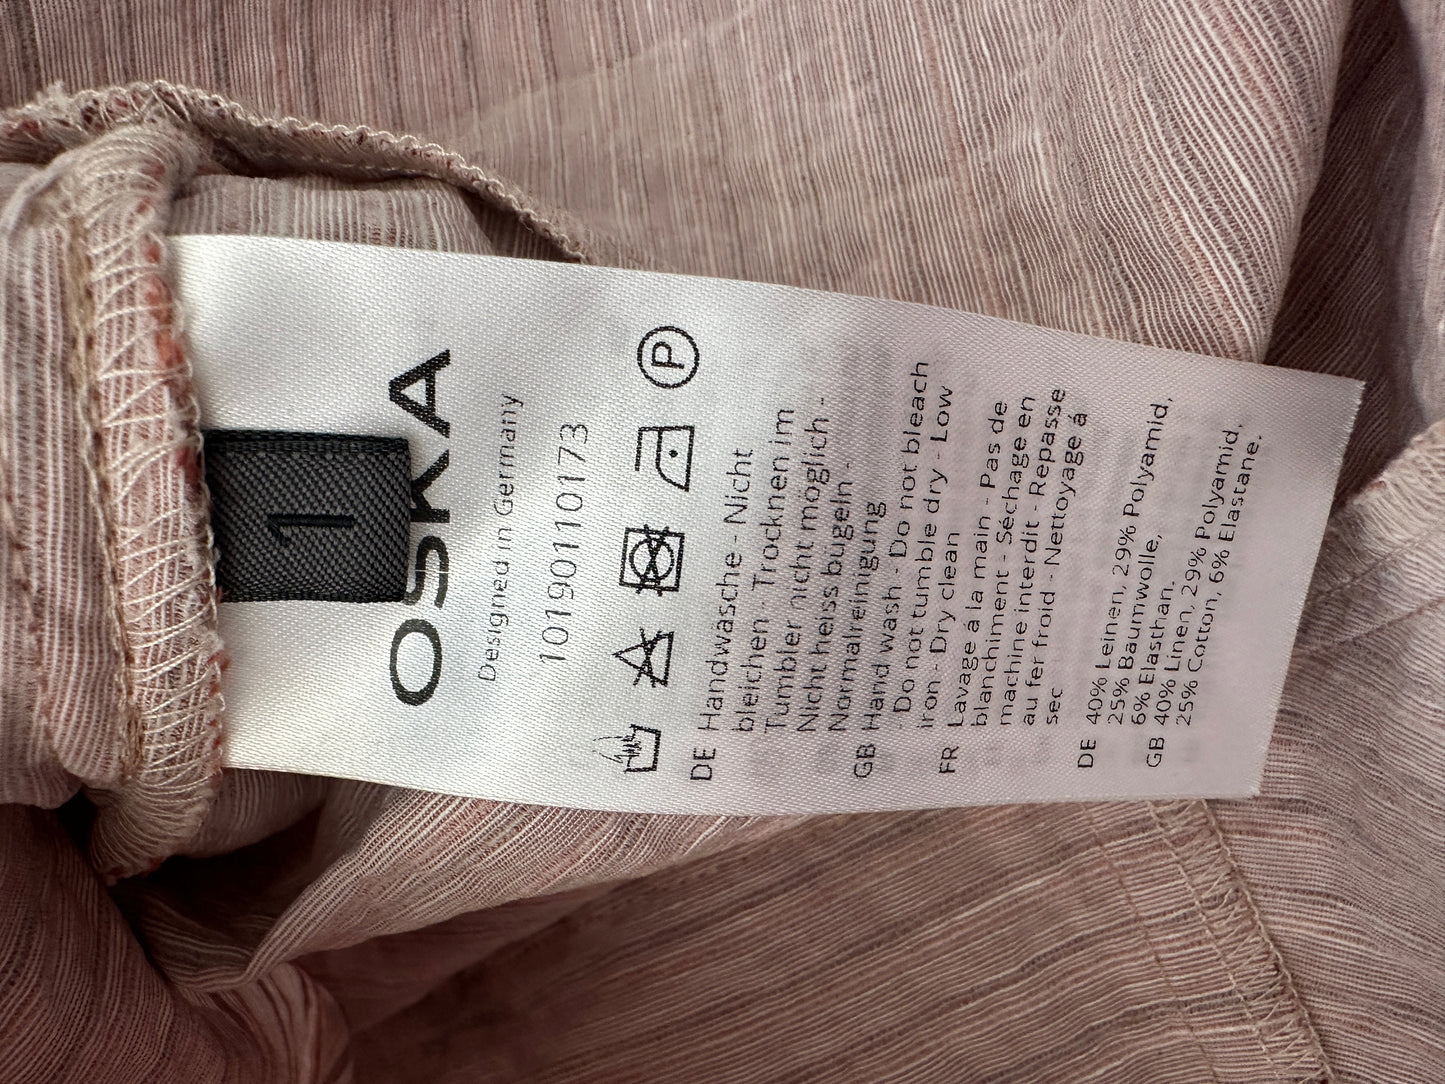 1
OSKA
Designed in Germany
1019011 0173
P
DE Handwäsche - Nicht
bleichen - Trocknen im
Tumbler nicht möglich -
Nicht heiss bügeln -
Normalreinigung
GB Hand wash - Do not bleach
Do not tumble dry - Low
iron - Dry clean
FR Lavage á la main - Pas de
blanchiment - Séchage en
machine interdit - Repasse
au fer froid - Nettoyage á
sec
DE 40% Leinen, 29% Polyamid,
25% Baumwolle,
6% Elasthan.
GB 40% Linen, 29% Polyamid,
25% Cotton, 6% Elastane.